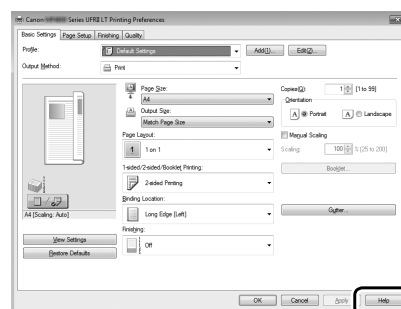 Canon Series UFRII LT Printing Preferences
Basic Settings Page Setup Finishing Quality
Profile: Default Settings Add(1)... Edit(2)...
Output Method: Print
Page Size: Copies(Q): 1 [1 to 99]
A4 Orientation
Output Size: A Portrait A Landscape
Match Page Size
Page Layout: Manual Scaling
1 1 on 1 Scaling: 100 % [25 to 200]
1-sided/2-sided/Booklet Printing: Booklet...
2-sided Printing
Binding Location:
Long Edge [Left] Gutter...
A4 [Scaling: Auto]
Finishing:
View Settings Off
Restore Defaults
OK Cancel Apply Help